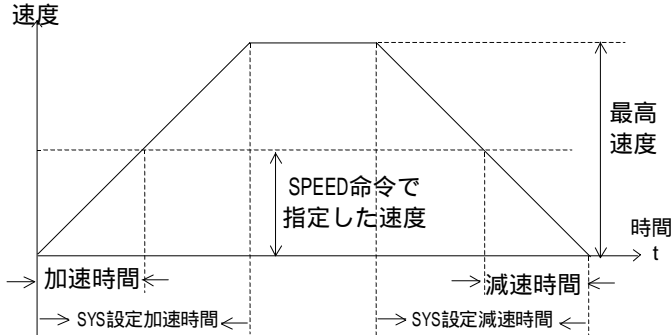 速度
最高
速度
SPEED命令で
指定した速度
時間
t
加速時間
減速時間
SYS設定加速時間
SYS設定減速時間